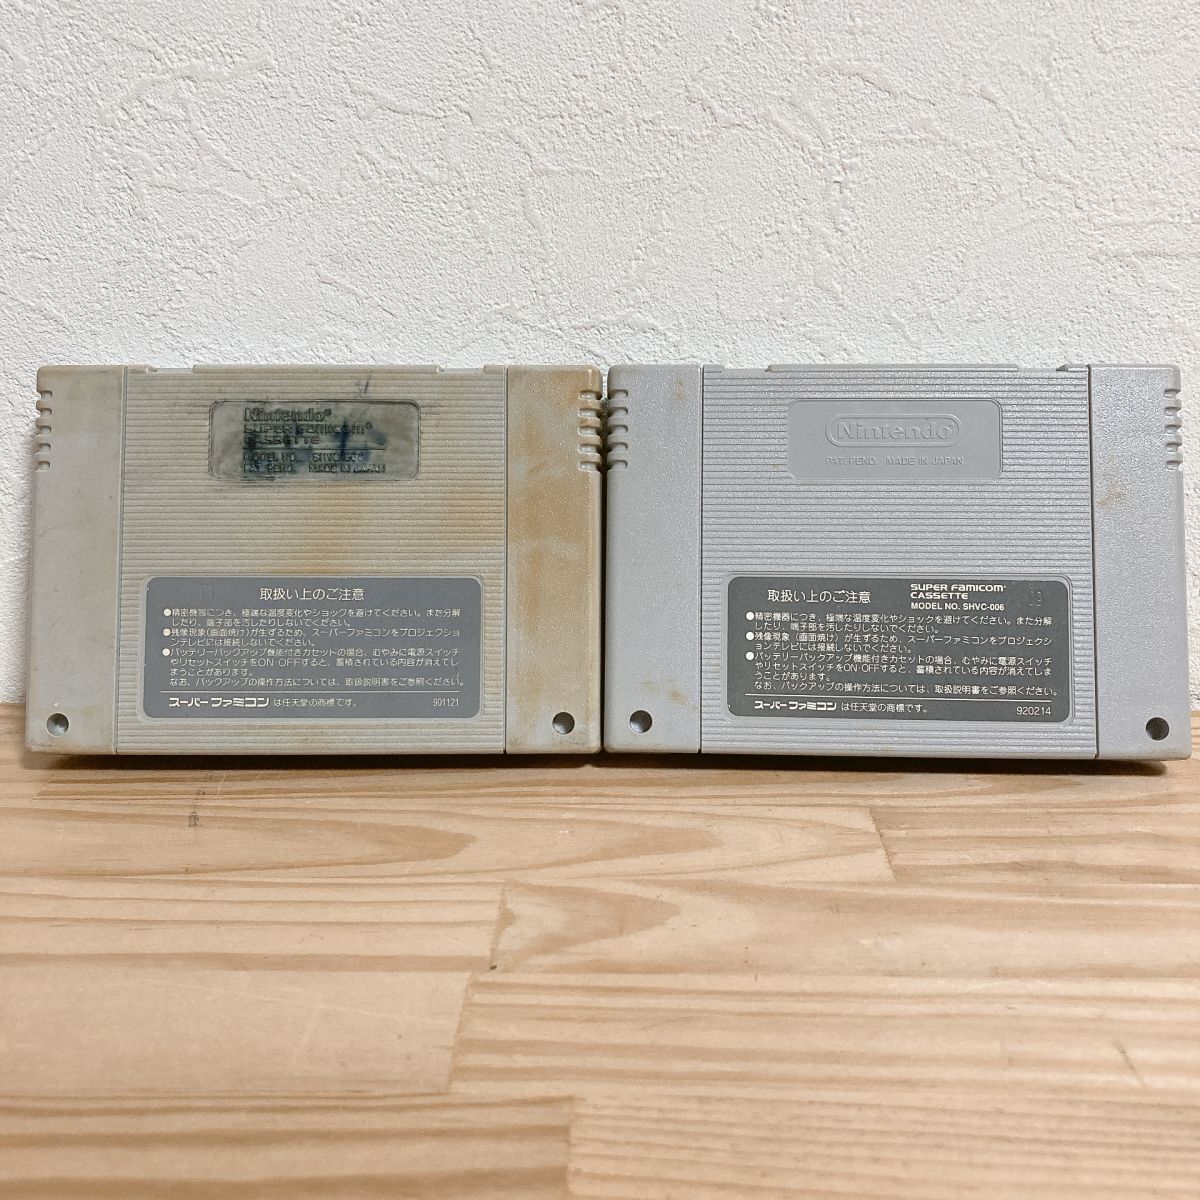 Nintendo®
SUPER FAMICOM®
CASSETTE
MODEL NO. SHVC-006
PAT. PEND. MADE IN JAPAN
取扱い上のご注意
●精密機器につき、極端な温度変化やショックを避けてください。また分解
したり、端子部を汚したりしないでください。
●残像現象(画面焼け)が生ずるため、スーパーファミコンをプロジェクショ
ンテレビには接続しないでください。
●バッテリーバックアップ機能付きカセットの場合、むやみに電源スイッチ
やリセットスイッチをON・OFFすると、蓄積されている内容が消えてし
まうことがあります。
なお、バックアップの操作方法については、取扱説明書をご参照ください。
スーパーファミコン は任天堂の商標です。 901121
Nintendo
PAT. PEND. MADE IN JAPAN
取扱い上のご注意
SUPER FAMICOM®
CASSETTE
MODEL NO. SHVC-006
●精密機器につき、極端な温度変化やショックを避けてください。また分解
したり、端子部を汚したりしないでください。
●残像現象(画面焼け)が生ずるため、スーパーファミコンをプロジェクシ
ョンテレビには接続しないでください。
●バッテリーバックアップ機能付きカセットの場合、むやみに電源スイッチ
やリセットスイッチをON・OFFすると、蓄積されている内容が消えてしま
うことがあります。
なお、バックアップの操作方法については、取扱説明書をご参照ください。
スーパーファミコン は任天堂の商標です。 920214